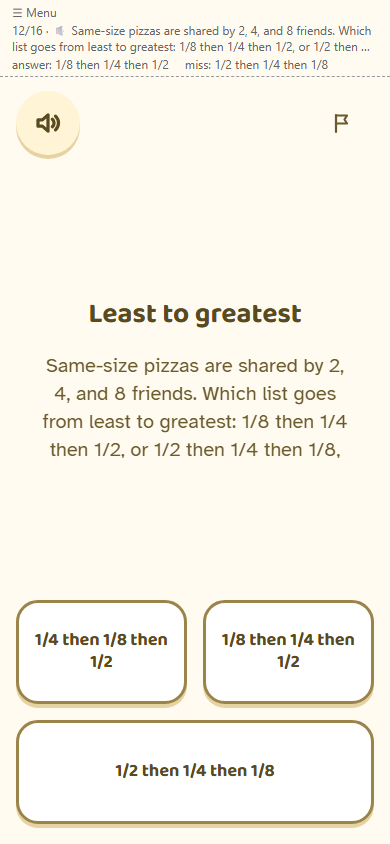 ☰ Menu
12/16 · Same-size pizzas are shared by 2, 4, and 8 friends. Which
list goes from least to greatest: 1/8 then 1/4 then 1/2, or 1/2 then ...
answer: 1/8 then 1/4 then 1/2 miss: 1/2 then 1/4 then 1/8
Least to greatest
Same-size pizzas are shared by 2,
4, and 8 friends. Which list goes
from least to greatest: 1/8 then 1/4
then 1/2, or 1/2 then 1/4 then 1/8,
1/4 then 1/8 then
1/2
1/8 then 1/4 then
1/2
1/2 then 1/4 then 1/8